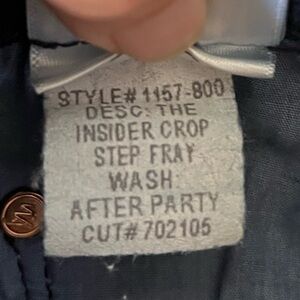 STYLE# 1157-800
DESC: THE
INSIDER CROP
STEP FRAY
WASH
AFTER PARTY
CUT# 702105